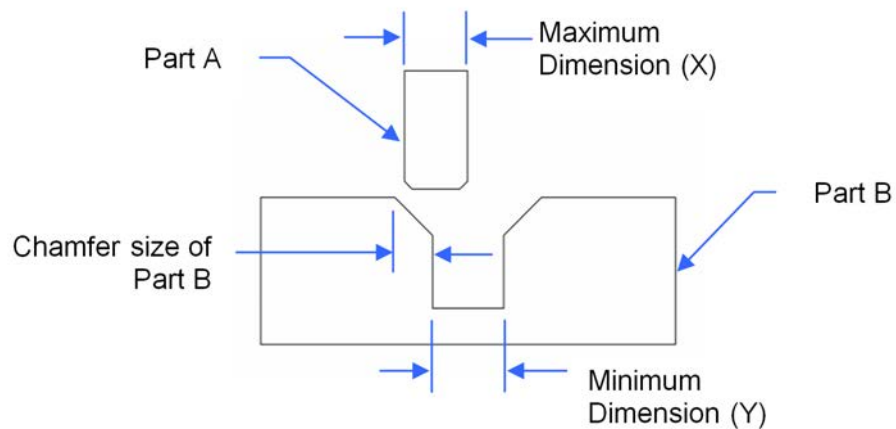 Part A
Maximum
Dimension (X)
Part B
Chamfer size of
Part B
Minimum
Dimension (Y)